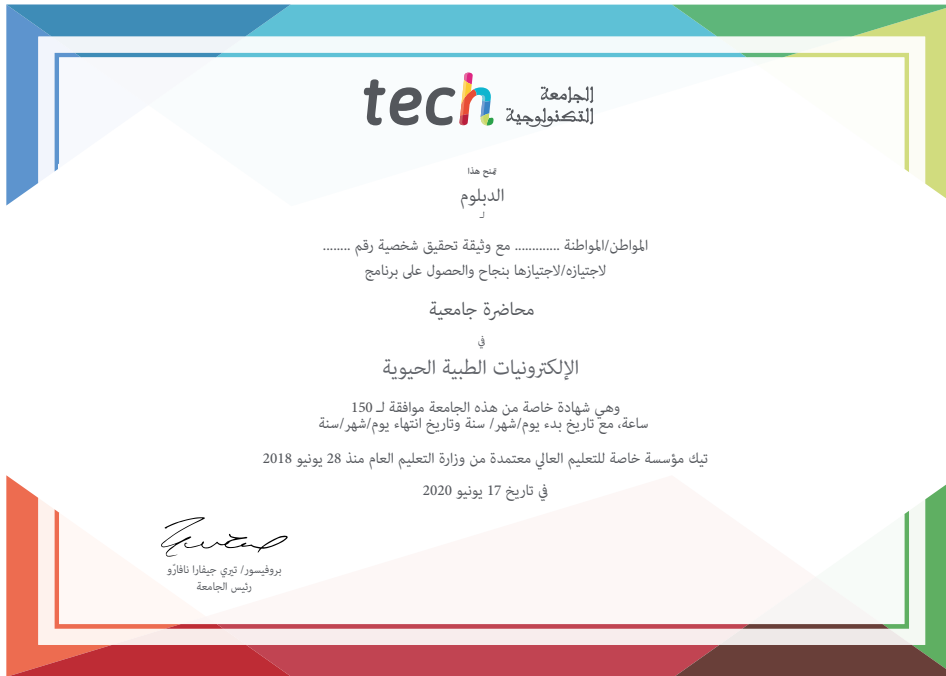 tech الجامعة
التكنولوجية
يمنح هذا
الدبلوم
لـ
المواطن/المواطنة ............ مع وثيقة تحقيق شخصية رقم ........
لاجتيازه/لاجتيازها بنجاح والحصول على برنامج
محاضرة جامعية
في
الإلكترونيات الطبية الحيوية
وهي شهادة خاصة من هذه الجامعة موافقة لـ 150
ساعة، مع تاريخ بدء يوم/شهر/ سنة وتاريخ انتهاء يوم/شهر/سنة
تيك مؤسسة خاصة للتعليم العالي معتمدة من وزارة التعليم العام منذ 28 يونيو 2018
في تاريخ 17 يونيو 2020
بروفيسور/ تيري جيفارا نافارو
رئيس الجامعة